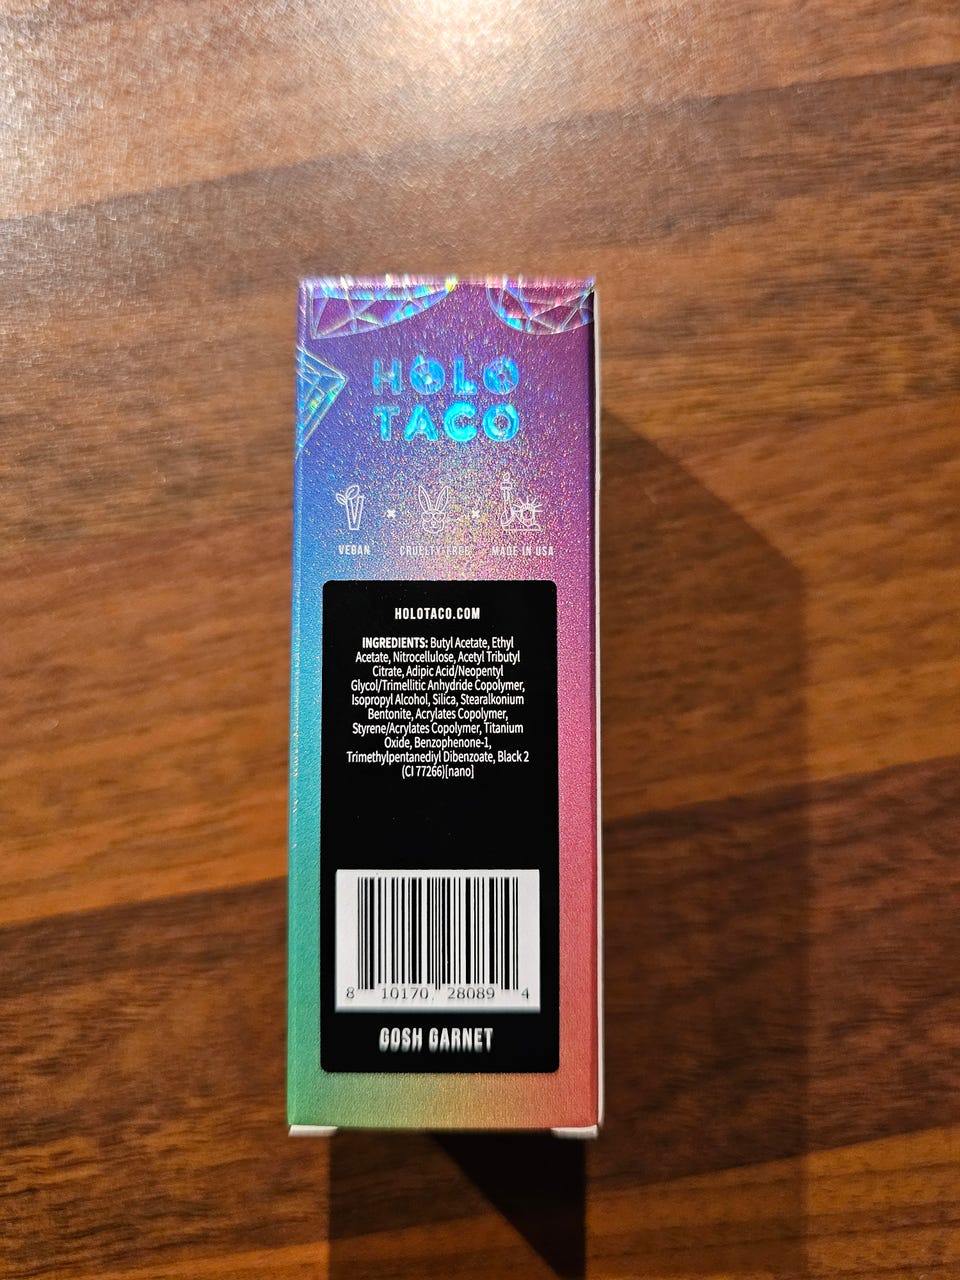 HOLO
TACO
VEGAN × CRUELTY-FREE × MADE IN USA
HOLOTACO.COM
INGREDIENTS: Butyl Acetate, Ethyl
Acetate, Nitrocellulose, Acetyl Tributyl
Citrate, Adipic Acid/Neopentyl
Glycol/Trimellitic Anhydride Copolymer,
Isopropyl Alcohol, Silica, Stearalkonium
Bentonite, Acrylates Copolymer,
Styrene/Acrylates Copolymer, Titanium
Oxide, Benzophenone-1,
Trimethylpentanediyl Dibenzoate, Black 2
(CI 77266)[nano]
8 10170 28089 4
GOSH GARNET